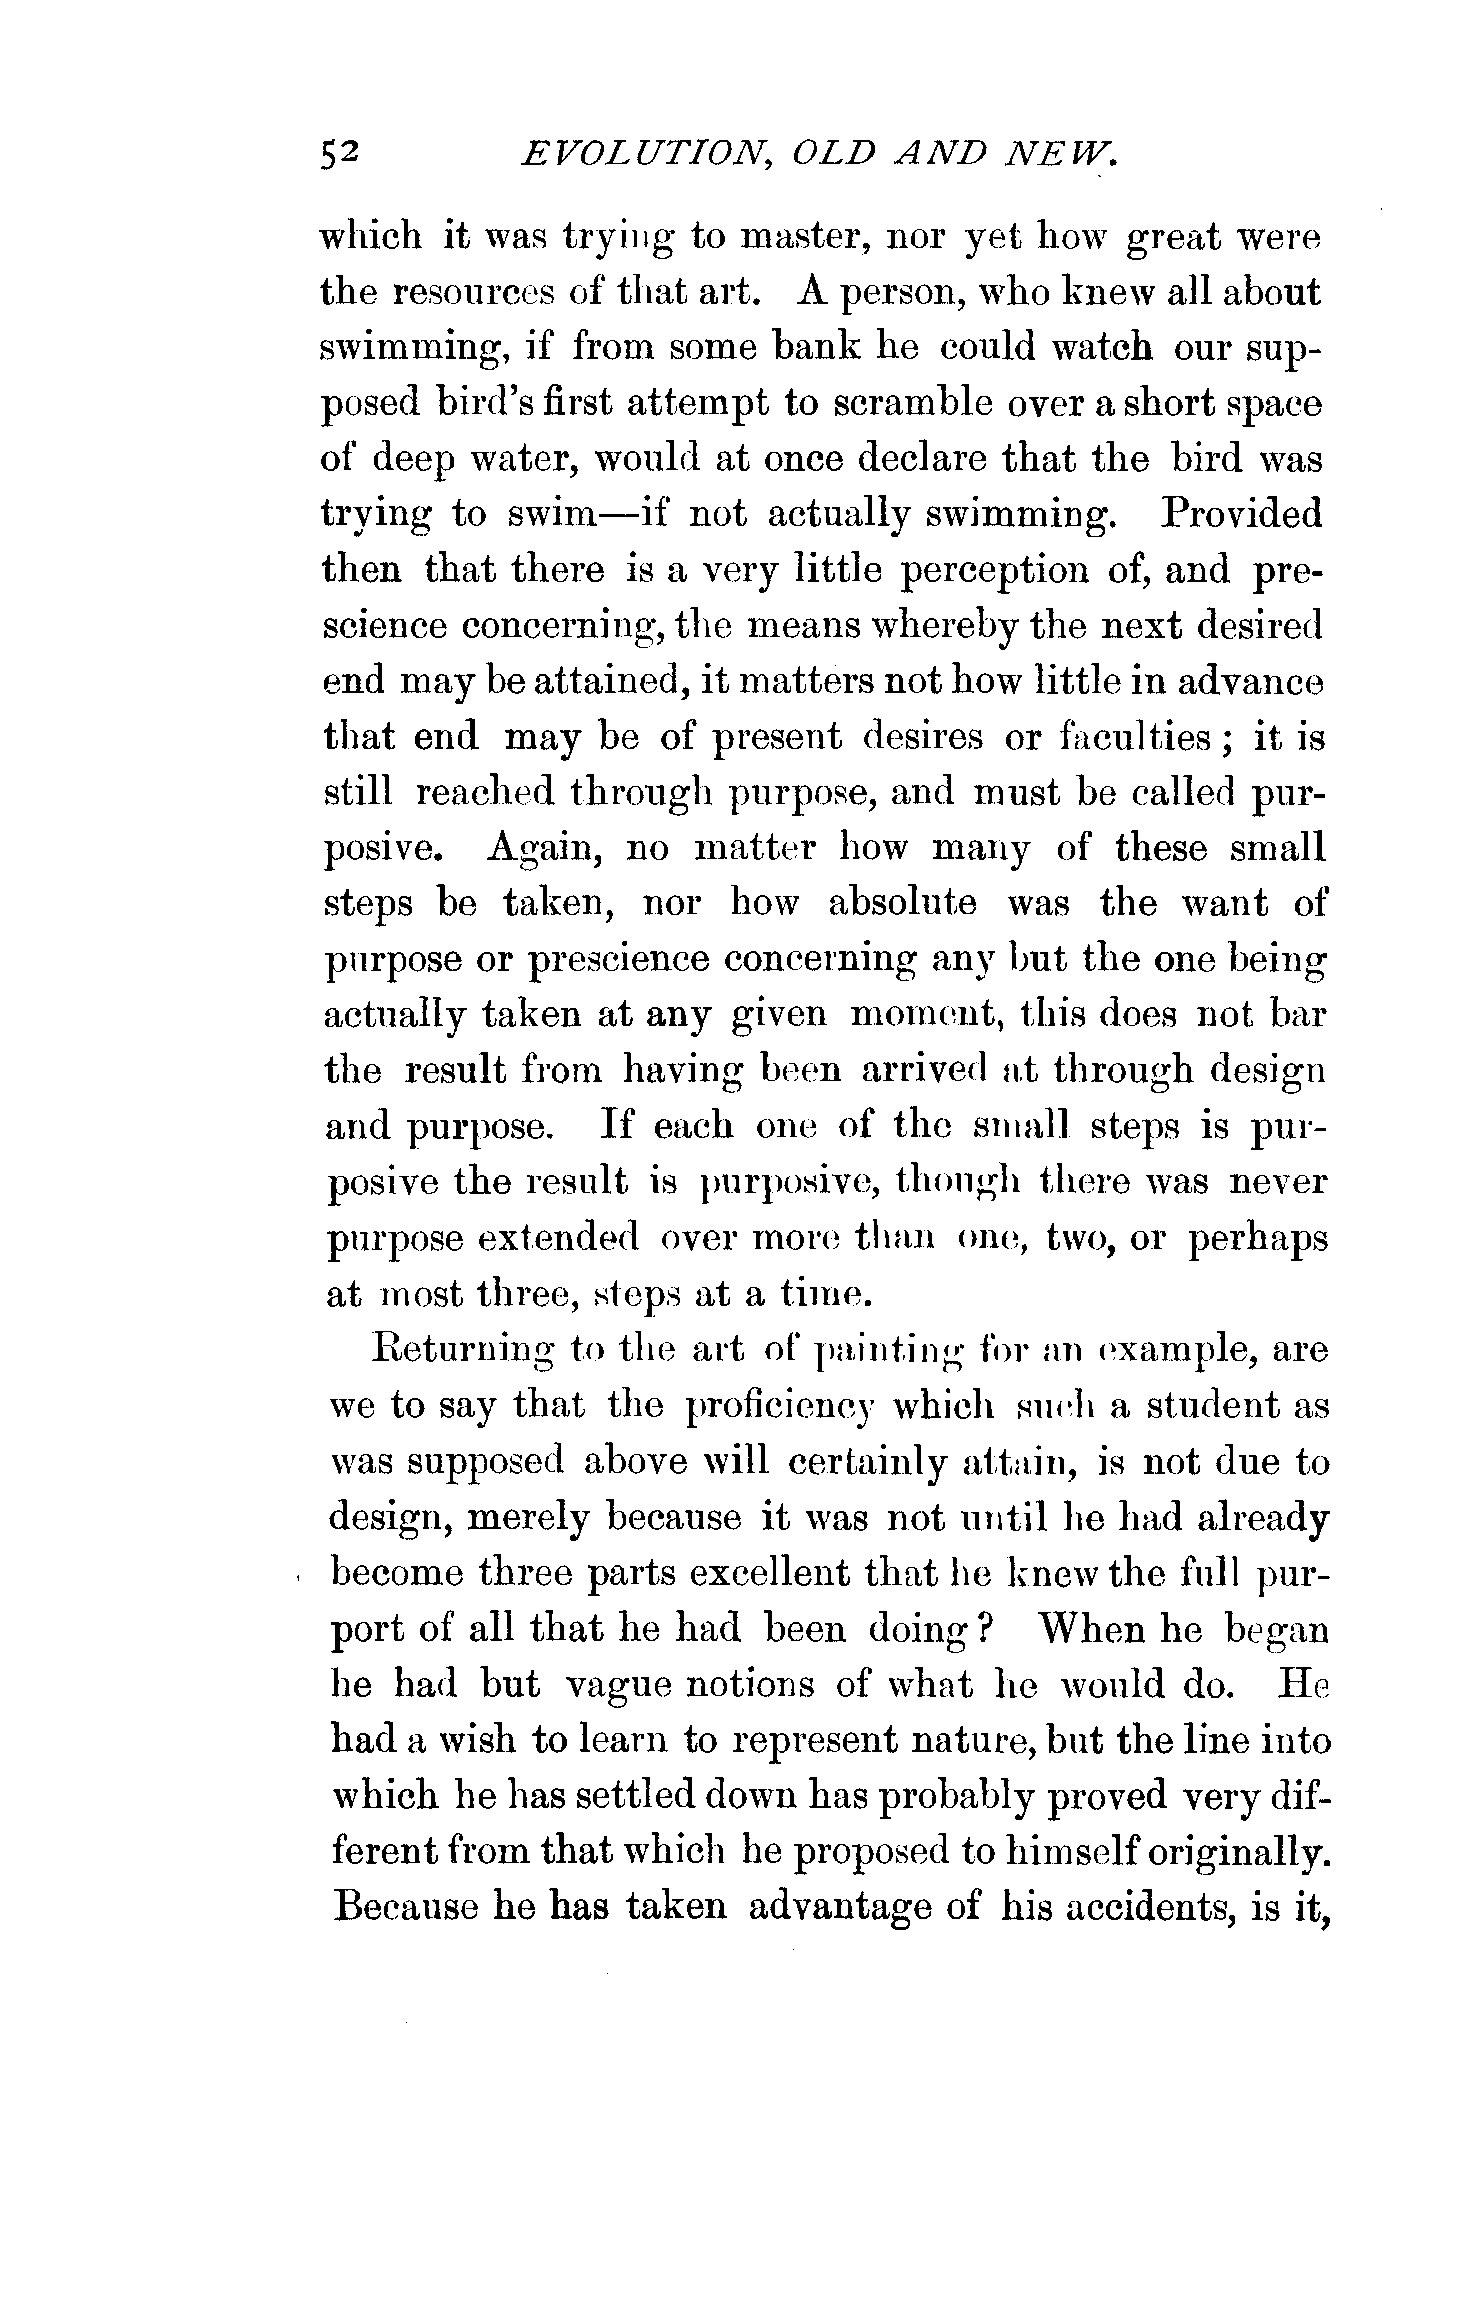 52 EVOLUTION, OLD AND NEW.
which it was trying to master, nor yet how great were
the resources of that art. A person, who knew all about
swimming, if from some bank he could watch our sup-
posed bird's first attempt to scramble over a short space
of deep water, would at once declare that the bird was
trying to swim—if not actually swimming. Provided
then that there is a very little perception of, and pre-
science concerning, the means whereby the next desired
end may be attained, it matters not how little in advance
that end may be of present desires or faculties ; it is
still reached through purpose, and must be called pur-
posive. Again, no matter how many of these small
steps be taken, nor how absolute was the want of
purpose or prescience concerning any but the one being
actually taken at any given moment, this does not bar
the result from having been arrived at through design
and purpose. If each one of the small steps is pur-
posive the result is purposive, though there was never
purpose extended over more than one, two, or perhaps
at most three, steps at a time.
Returning to the art of painting for an example, are
we to say that the proficiency which such a student as
was supposed above will certainly attain, is not due to
design, merely because it was not until he had already
become three parts excellent that he knew the full pur-
port of all that he had been doing ? When he began
he had but vague notions of what he would do. He
had a wish to learn to represent nature, but the line into
which he has settled down has probably proved very dif-
ferent from that which he proposed to himself originally.
Because he has taken advantage of his accidents, is it,